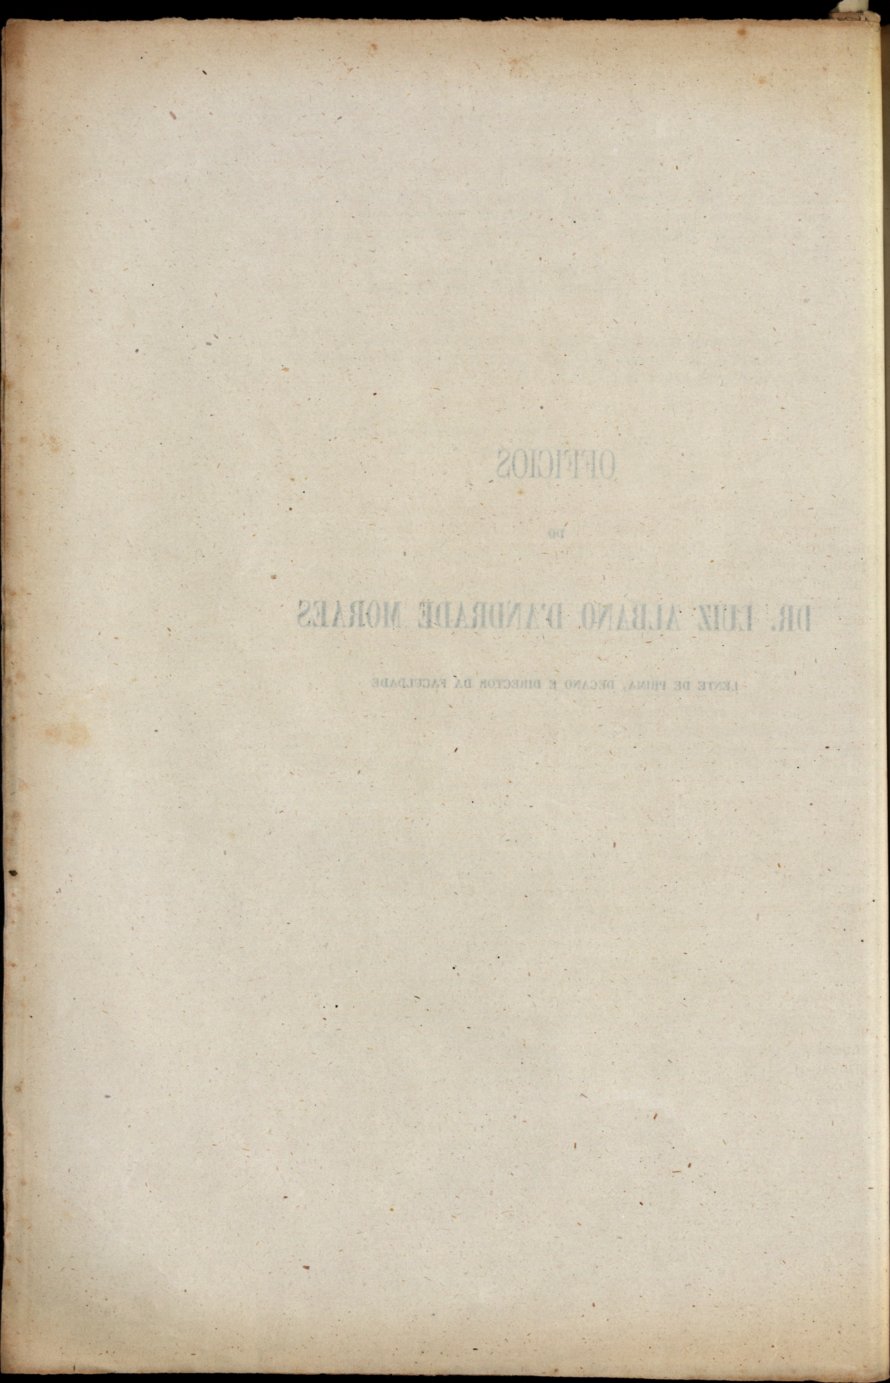 OFFICIOS
DO
DR. LUIZ ALBANO D'ANDRADE MORAES
LENTE DE PRIMA, DECANO E DIRECTOR DA FACULDADE